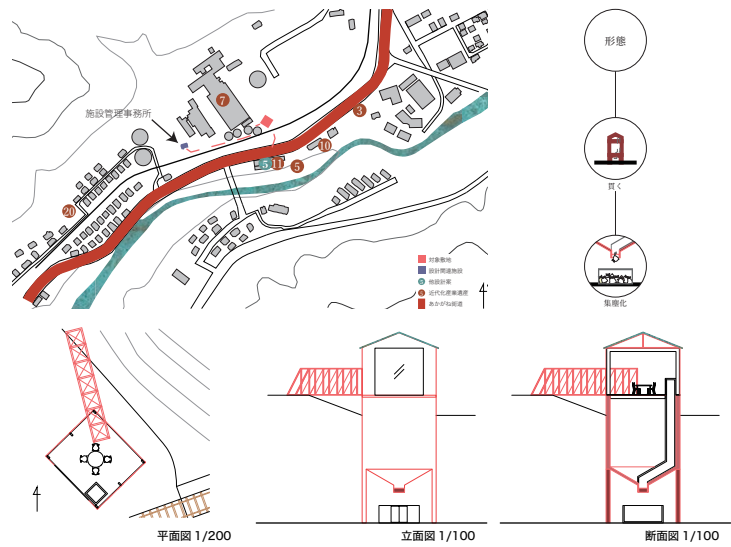 施設管理事務所
7
3
10
5
11
5
20
対象敷地
設計関連施設
5 他設計案
5 近代化産業遺産
あかがね街道
形態
貫く
集塵化
平面図 1/200
立面図 1/100
断面図 1/100